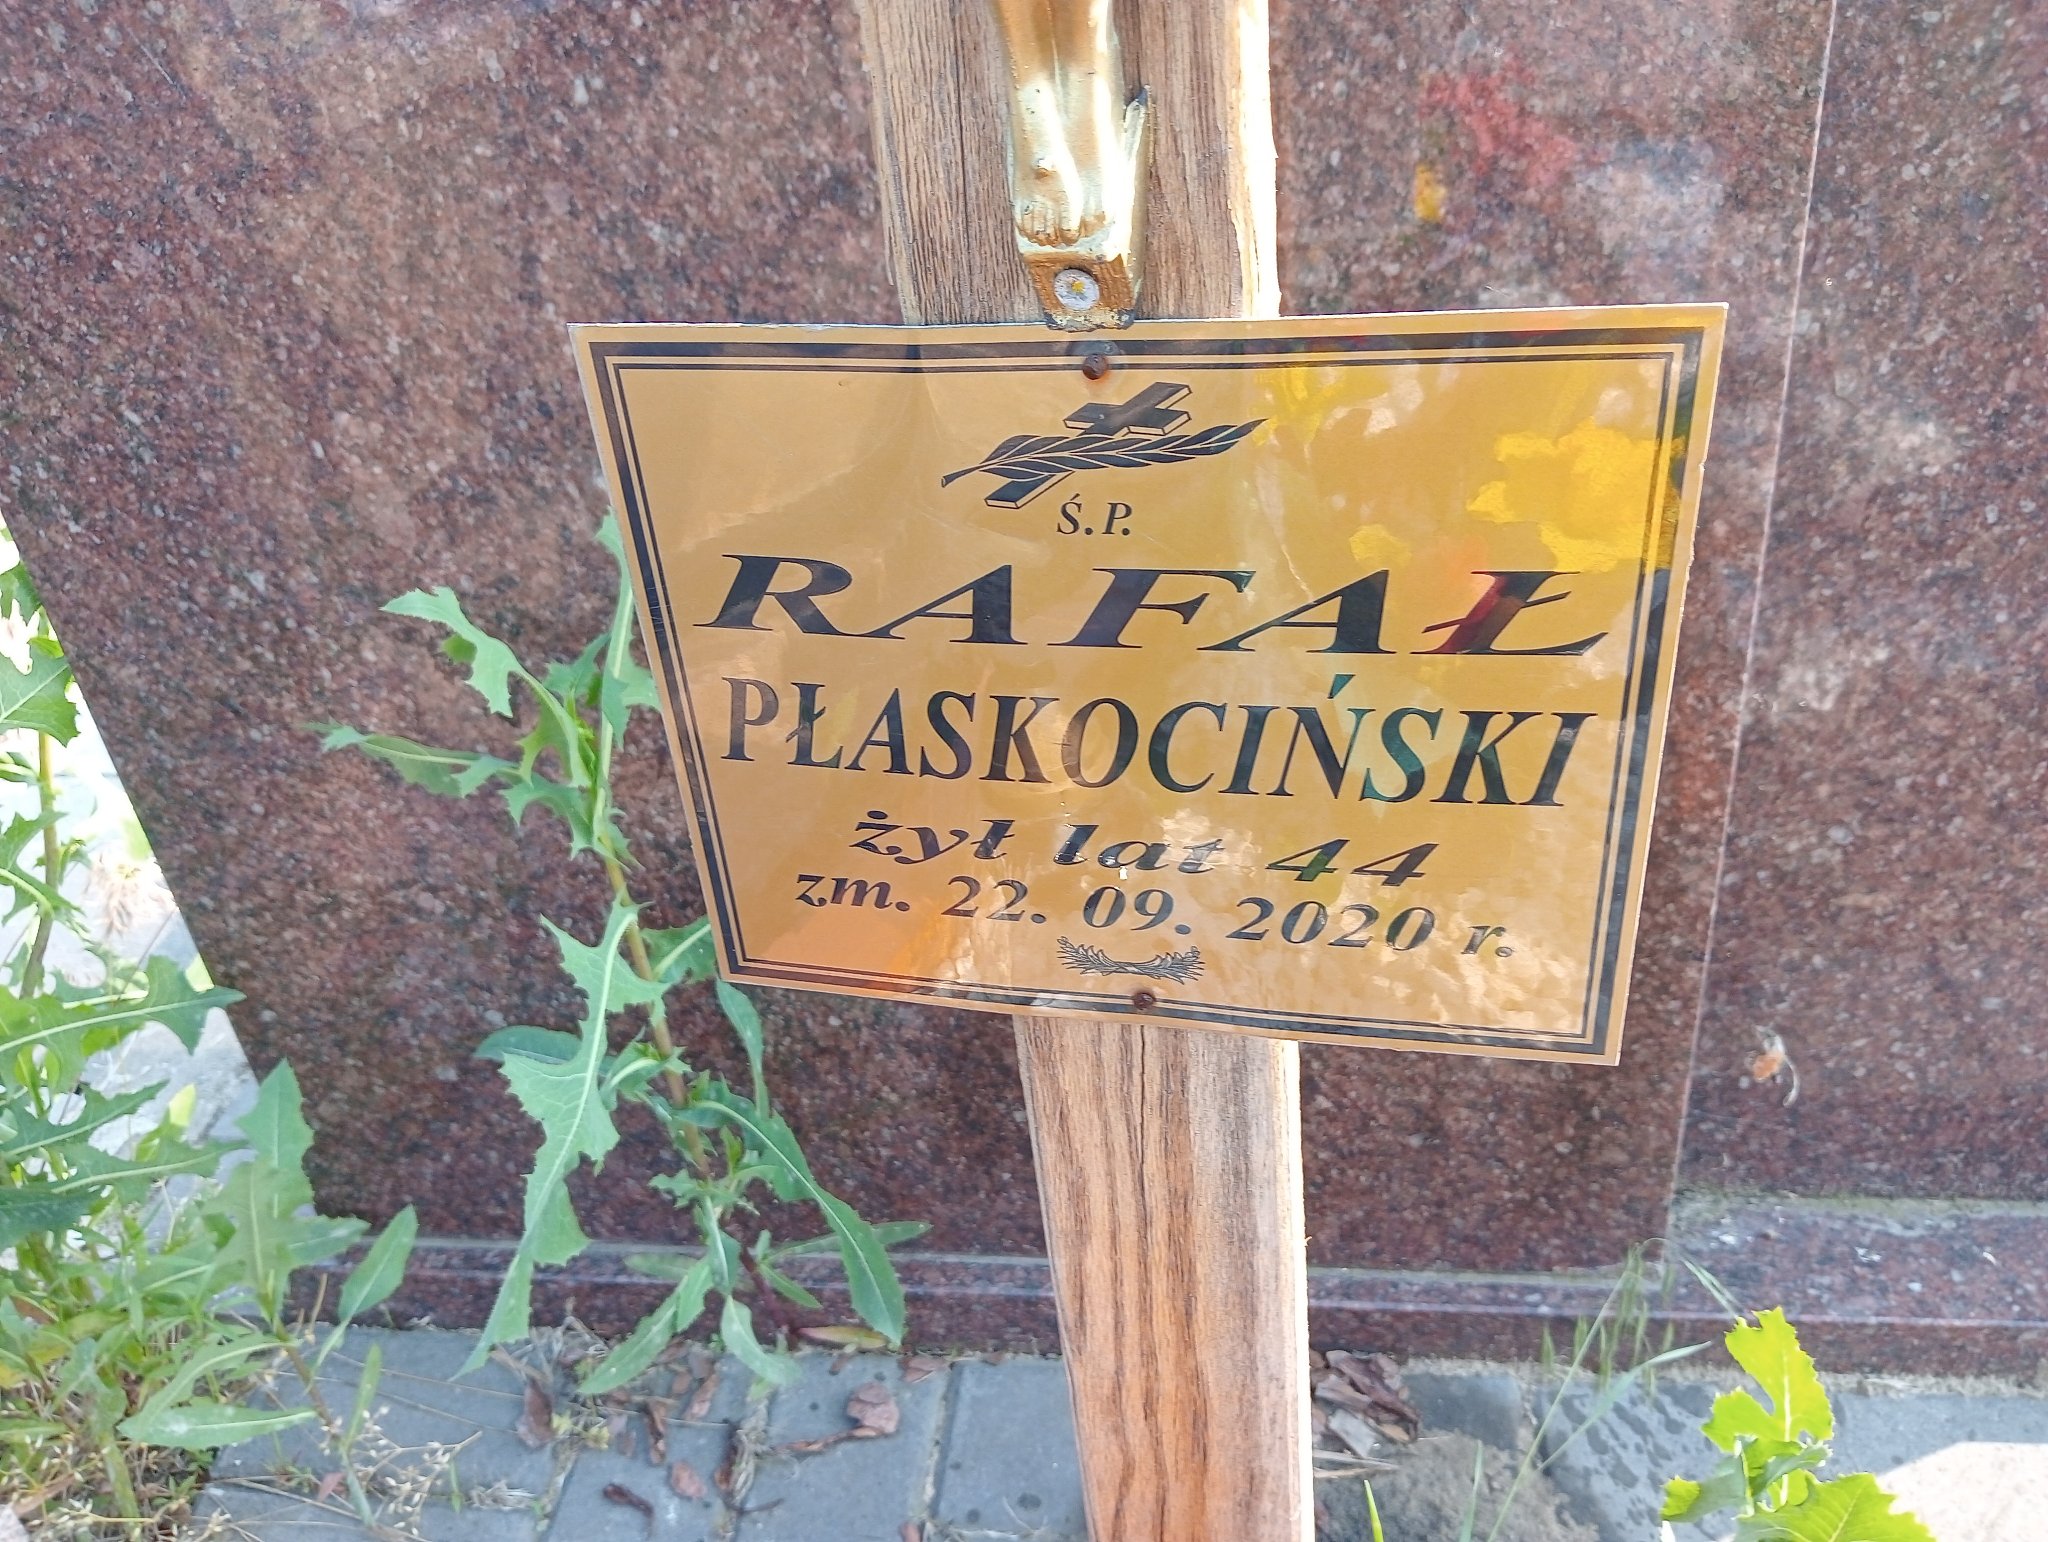 Ś. P.
RAFAŁ
PŁASKOCIŃSKI
żył lat 44
zm. 22. 09. 2020 r.